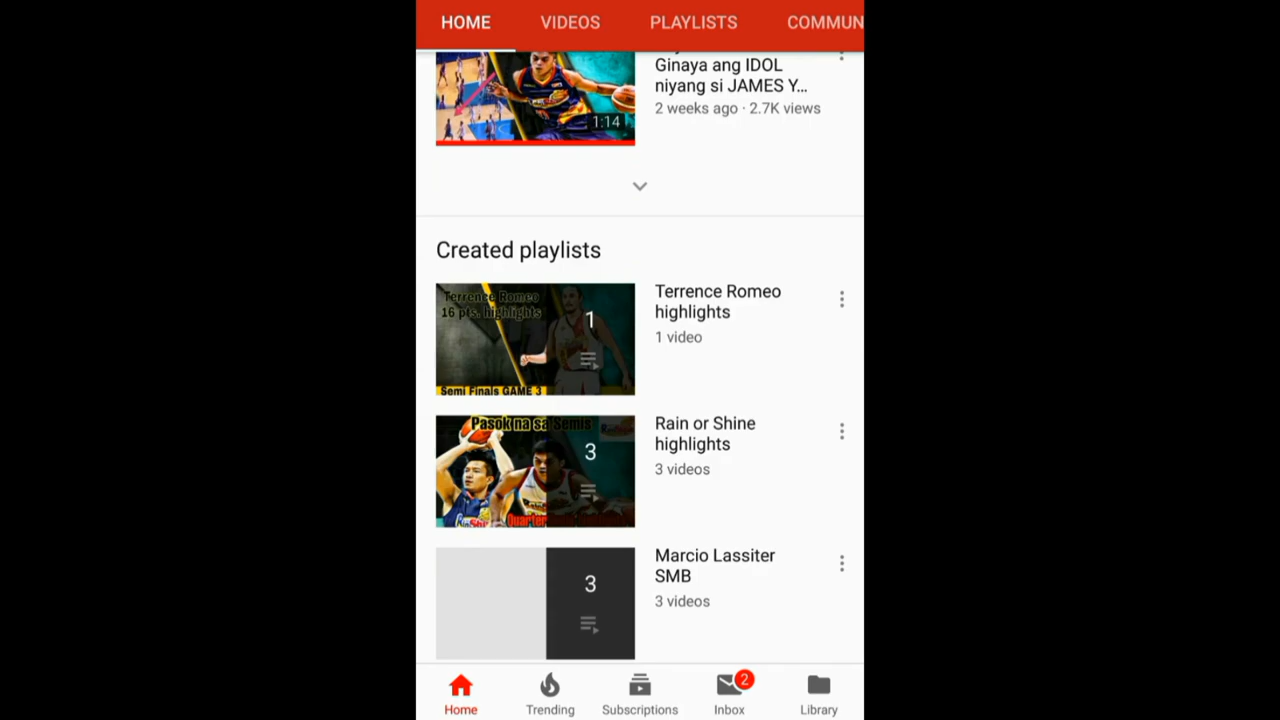 HOME VIDEOS PLAYLISTS COMMUN
Ginaya ang IDOL
niyang si JAMES Y...
2 weeks ago · 2.7K views
1:14
Created playlists
Terrence Romeo
16 pts. highlights
1
Semi Finals GAME 3
Terrence Romeo
highlights
1 video
Pasok na sa Semis
3
Quarter
Rain or Shine
highlights
3 videos
3
Marcio Lassiter
SMB
3 videos
2
Home Trending Subscriptions Inbox Library